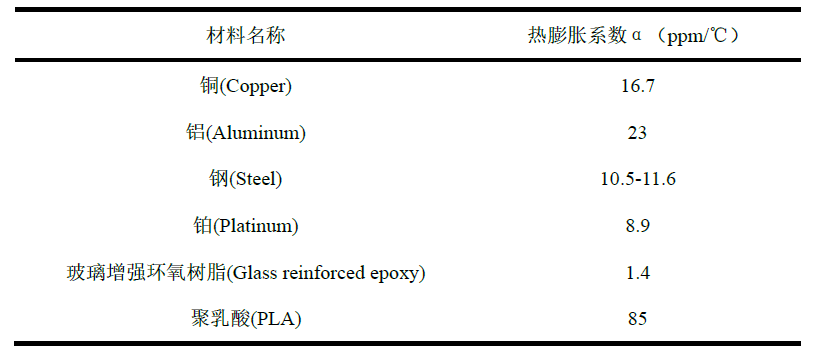 材料名称 热膨胀系数α（ppm/℃）
铜(Copper) 16.7
铝(Aluminum) 23
钢(Steel) 10.5-11.6
铂(Platinum) 8.9
玻璃增强环氧树脂(Glass reinforced epoxy) 1.4
聚乳酸(PLA) 85